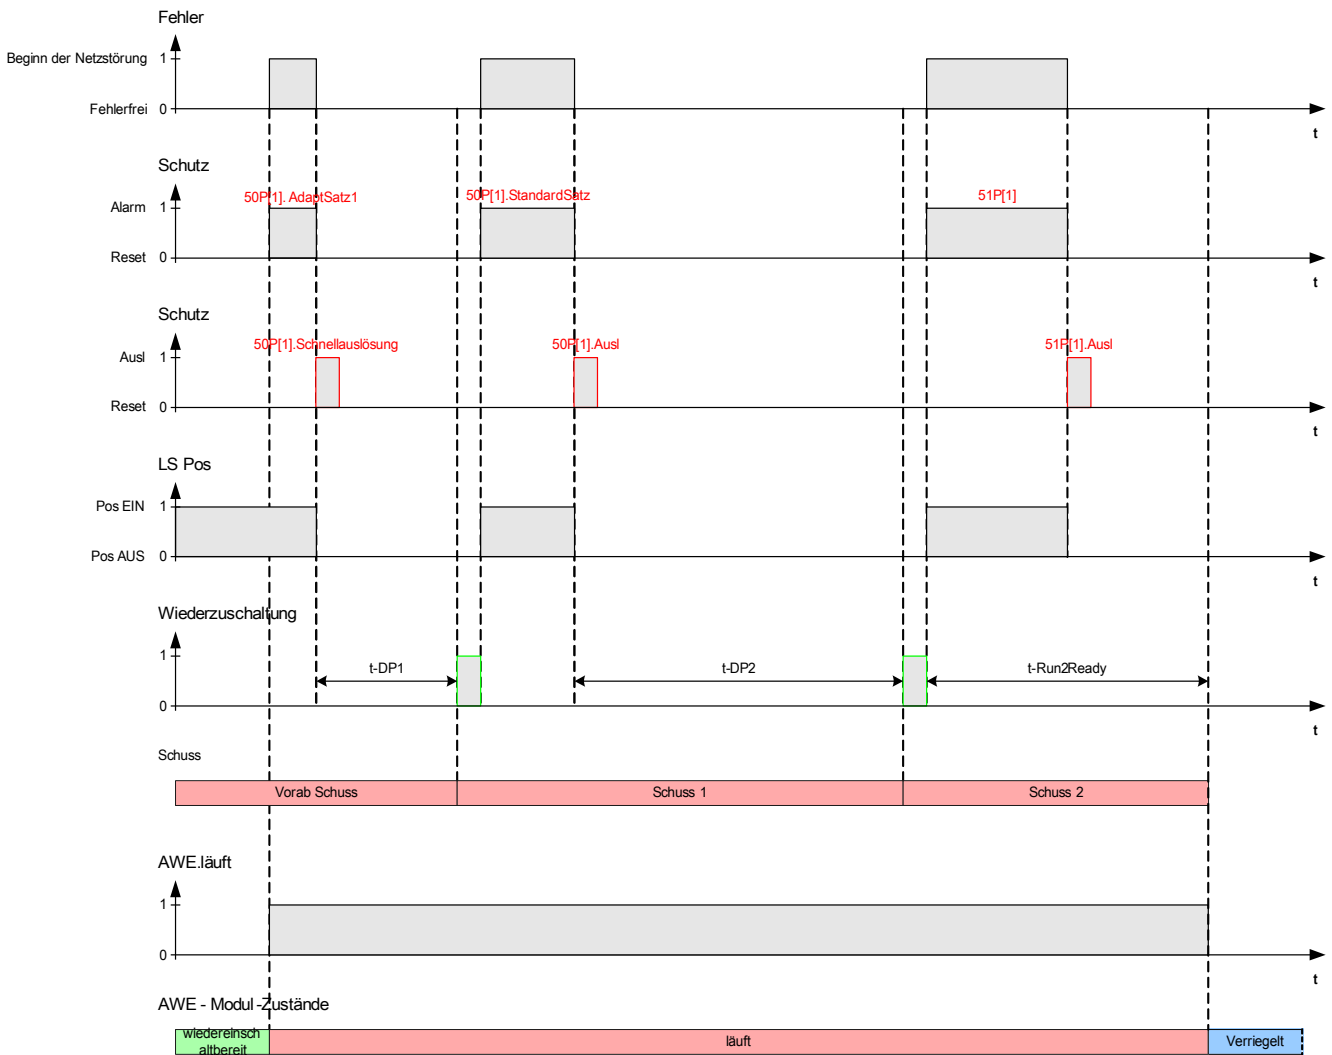 Fehler
Beginn der Netzstörung 1
Fehlerfrei 0
t
Schutz
50P[1]. AdaptSatz1 50P[1].StandardSatz 51P[1]
Alarm 1
Reset 0
t
Schutz
50P[1].Schnellauslösung 50P[1].Ausl 51P[1].Ausl
Ausl 1
Reset 0
t
LS Pos
Pos EIN 1
Pos AUS 0
t
Wiederzuschaltung
1
t-DP1 t-DP2 t-Run2Ready
0
t
Schuss
Vorab Schuss Schuss 1 Schuss 2
AWE.läuft
1
0
t
AWE - Modul-Zustände
wiedereinsch
altbereit
läuft Verriegelt